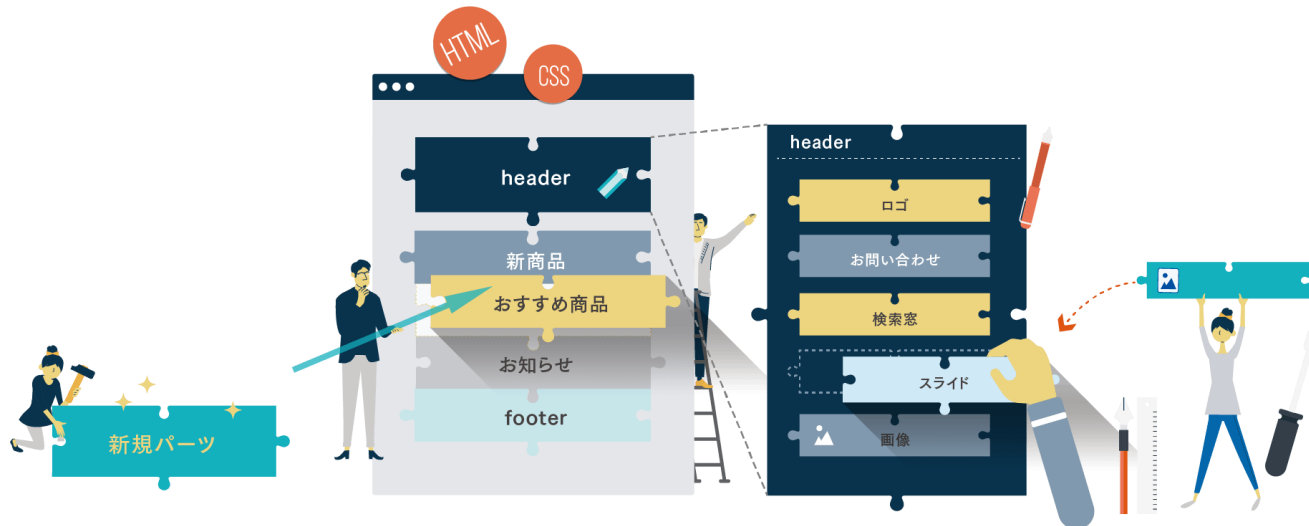 HTML
CSS
header
新商品
おすすめ商品
お知らせ
footer
新規パーツ
header
ロゴ
お問い合わせ
検索窓
スライド
画像